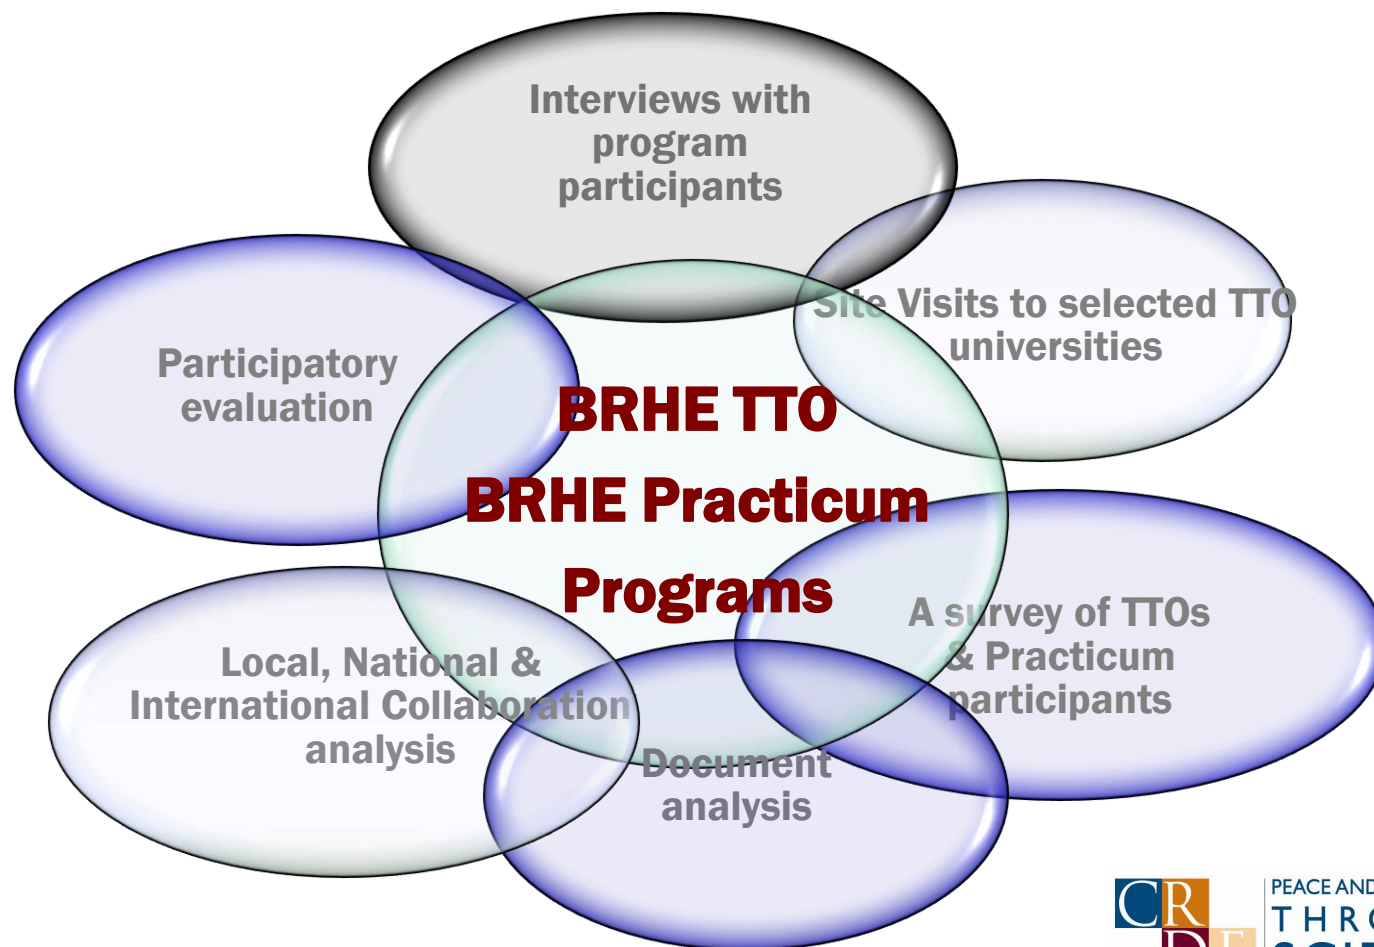 Interviews with
program
participants
Site Visits to selected TTO
universities
Participatory
evaluation
BRHE TTO
BRHE Practicum
Programs
A survey of TTOs
& Practicum
participants
Local, National &
International Collaboration
analysis
Document
analysis
CR
DF
PEACE AND